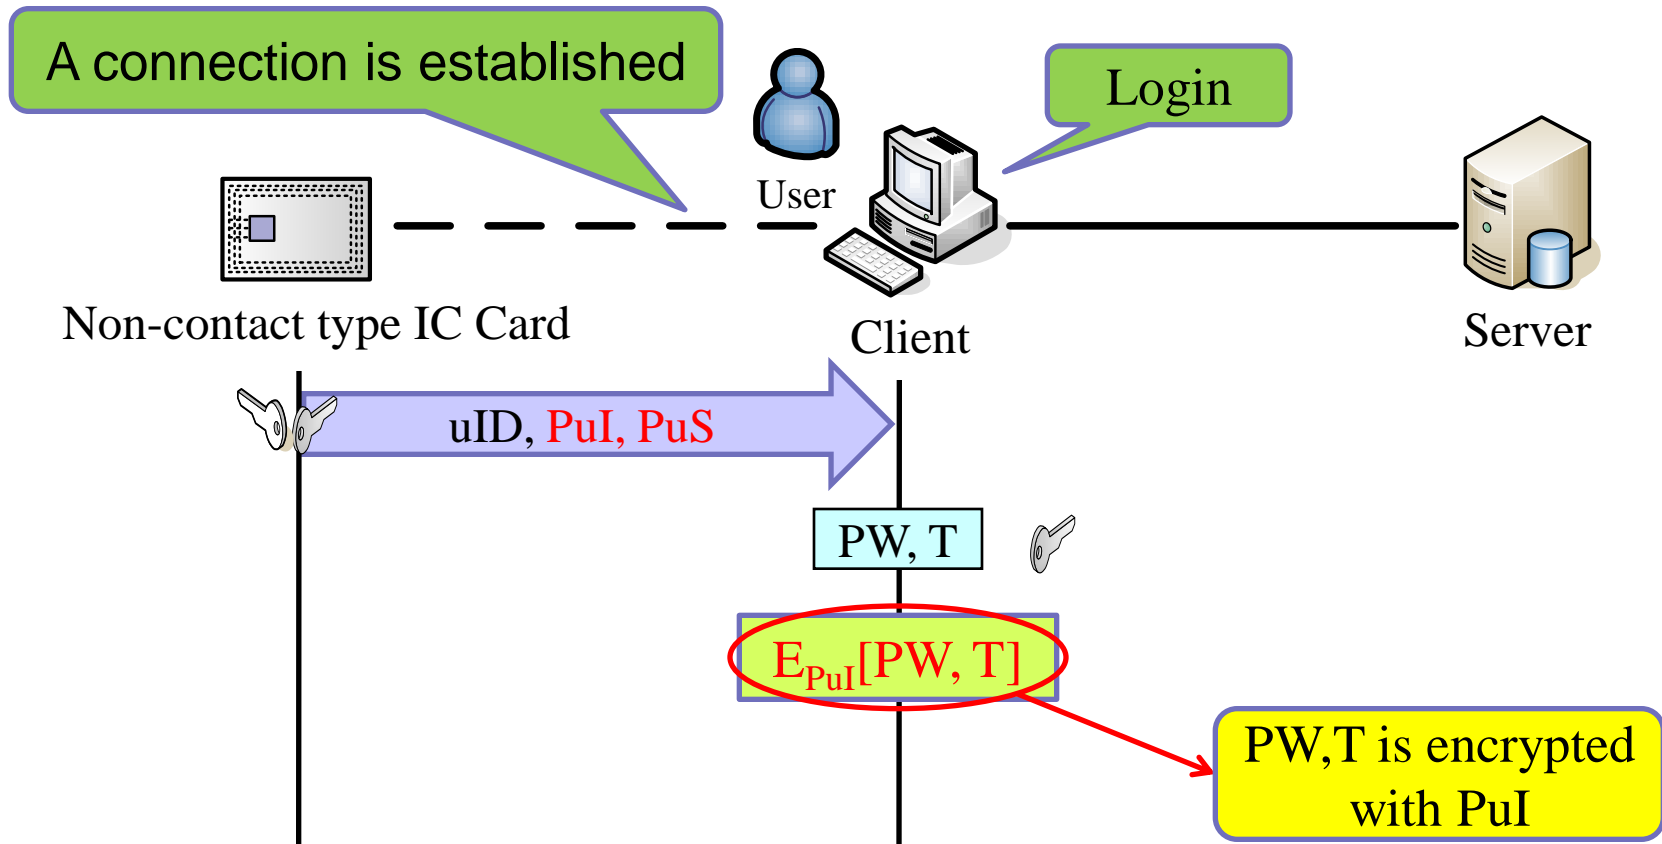 A connection is established
Login
User
Non-contact type IC Card
Client
Server
uID, PuI, PuS
PW, T
E_PuI[PW, T]
PW,T is encrypted
with PuI